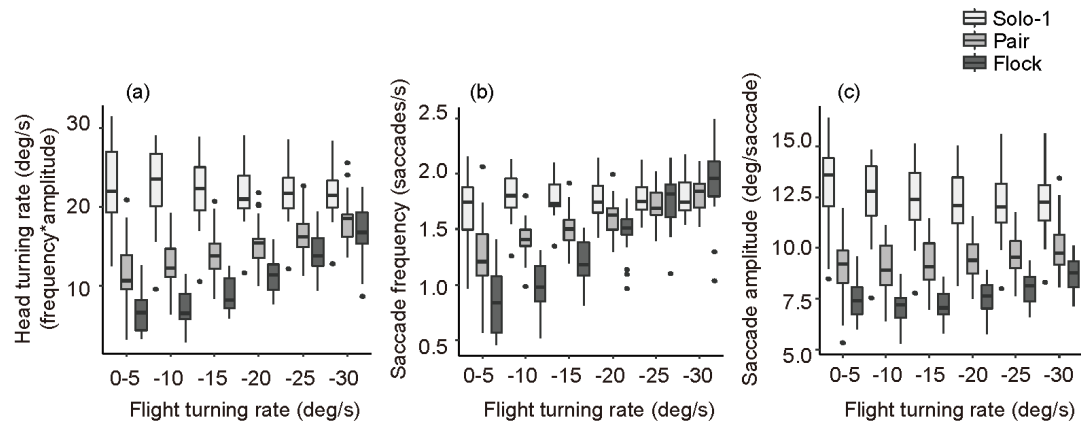 Solo-1
Pair
Flock
(a)
Head turning rate (deg/s)
(frequency*amplitude)
30
20
10
0-5 -10 -15 -20 -25 -30
Flight turning rate (deg/s)
(b)
Saccade frequency (saccades/s)
2.5
2.0
1.5
1.0
0.5
0-5 -10 -15 -20 -25 -30
Flight turning rate (deg/s)
(c)
Saccade amplitude (deg/saccade)
15.0
12.5
10.0
7.5
5.0
0-5 -10 -15 -20 -25 -30
Flight turning rate (deg/s)